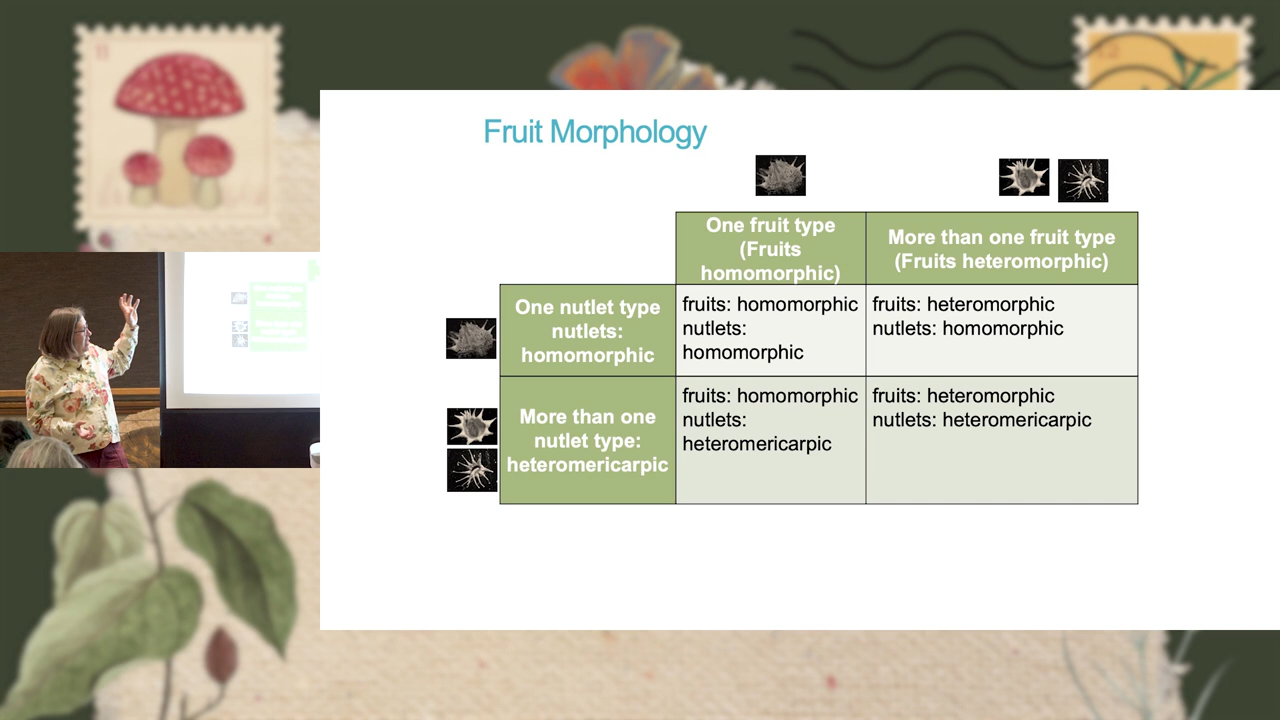 Fruit Morphology
One fruit type
(Fruits
homomorphic)
More than one fruit type
(Fruits heteromorphic)
One nutlet type
nutlets:
homomorphic
fruits: homomorphic
nutlets:
homomorphic
fruits: heteromorphic
nutlets: homomorphic
More than one
nutlet type:
heteromericarpic
fruits: homomorphic
nutlets:
heteromericarpic
fruits: heteromorphic
nutlets: heteromericarpic